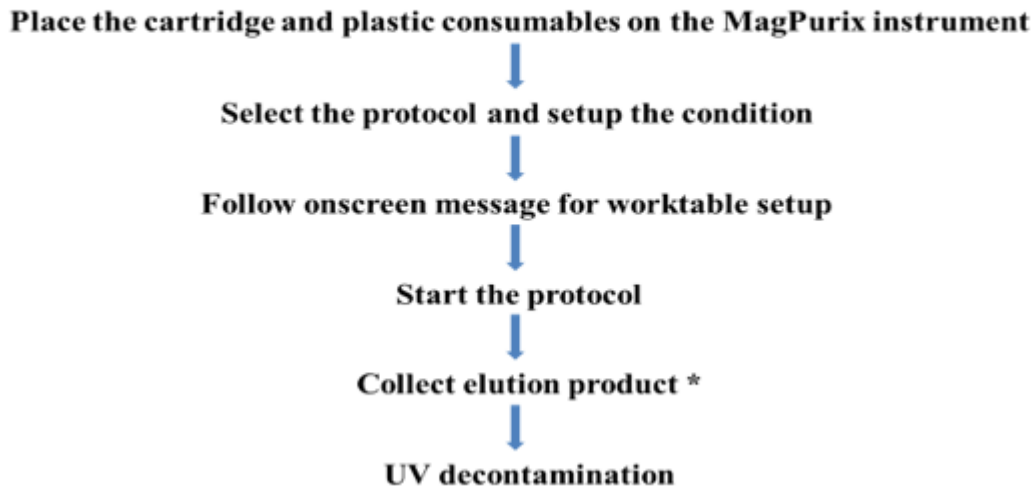 Place the cartridge and plastic consumables on the MagPurix instrument
Select the protocol and setup the condition
Follow onscreen message for worktable setup
Start the protocol
Collect elution product *
UV decontamination